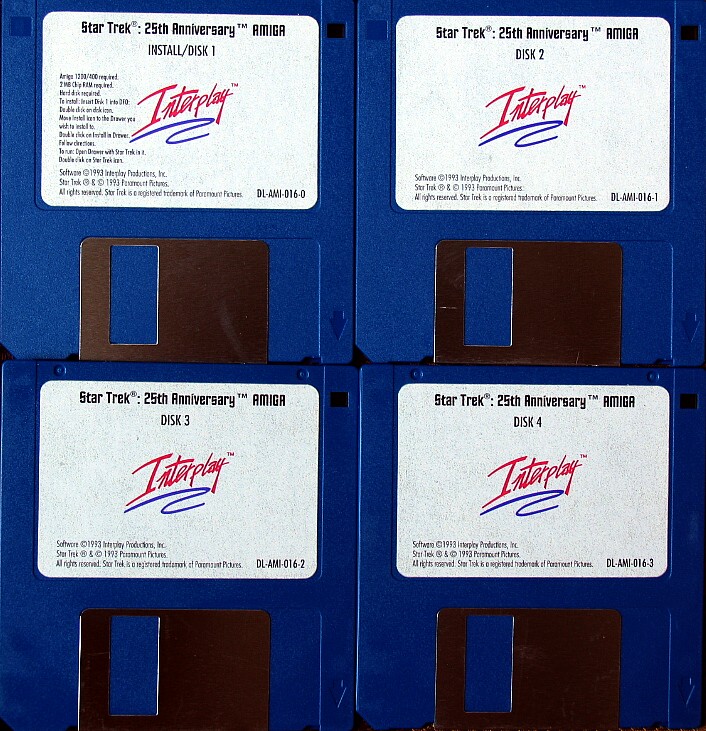 Star Trek®: 25th Anniversary™ AMIGA
INSTALL/DISK 1
Amiga 1200/400 required.
2 MB Chip RAM required.
Hard disk required.
To install: Insert Disk 1 into DF0:
Double click on disk icon.
Move Install icon to the Drawer you
wish to install to.
Double click on Install in Drawer.
Follow directions.
To run: Open Drawer with Star Trek in it.
Double click on Star Trek icon.
Interplay™
Software ©1993 Interplay Productions, Inc.
Star Trek ® & © 1993 Paramount Pictures.
All rights reserved. Star Trek is a registered trademark of Paramount Pictures.
DL-AMI-016-0
Star Trek®: 25th Anniversary™ AMIGA
DISK 2
Interplay™
Software ©1993 Interplay Productions, Inc.
Star Trek ® & © 1993 Paramount Pictures.
All rights reserved. Star Trek is a registered trademark of Paramount Pictures.
DL-AMI-016-1
Star Trek®: 25th Anniversary™ AMIGA
DISK 3
Interplay™
Software ©1993 Interplay Productions, Inc.
Star Trek ® & © 1993 Paramount Pictures.
All rights reserved. Star Trek is a registered trademark of Paramount Pictures.
DL-AMI-016-2
Star Trek®: 25th Anniversary™ AMIGA
DISK 4
Interplay™
Software ©1993 Interplay Productions, Inc.
Star Trek ® & © 1993 Paramount Pictures.
All rights reserved. Star Trek is a registered trademark of Paramount Pictures.
DL-AMI-016-3